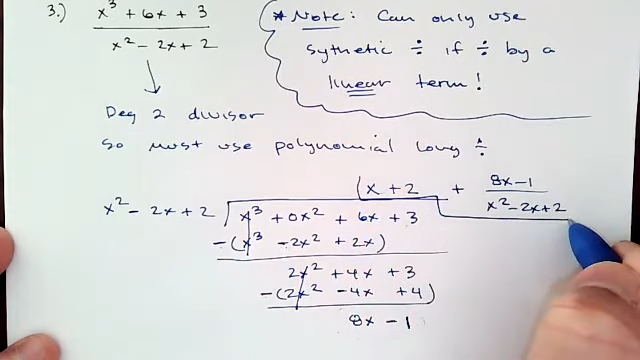 3.) x³ + 6x + 3
x² - 2x + 2
* Note: Can only use
sythetic ÷ if ÷ by a
linear term!
Deg 2 divisor
So must use polynomial long ÷
x + 2 + 8x - 1
x² - 2x + 2
x² - 2x + 2 x³ + 0x² + 6x + 3
-(x³ - 2x² + 2x)
2x² + 4x + 3
-(2x² - 4x + 4)
8x - 1